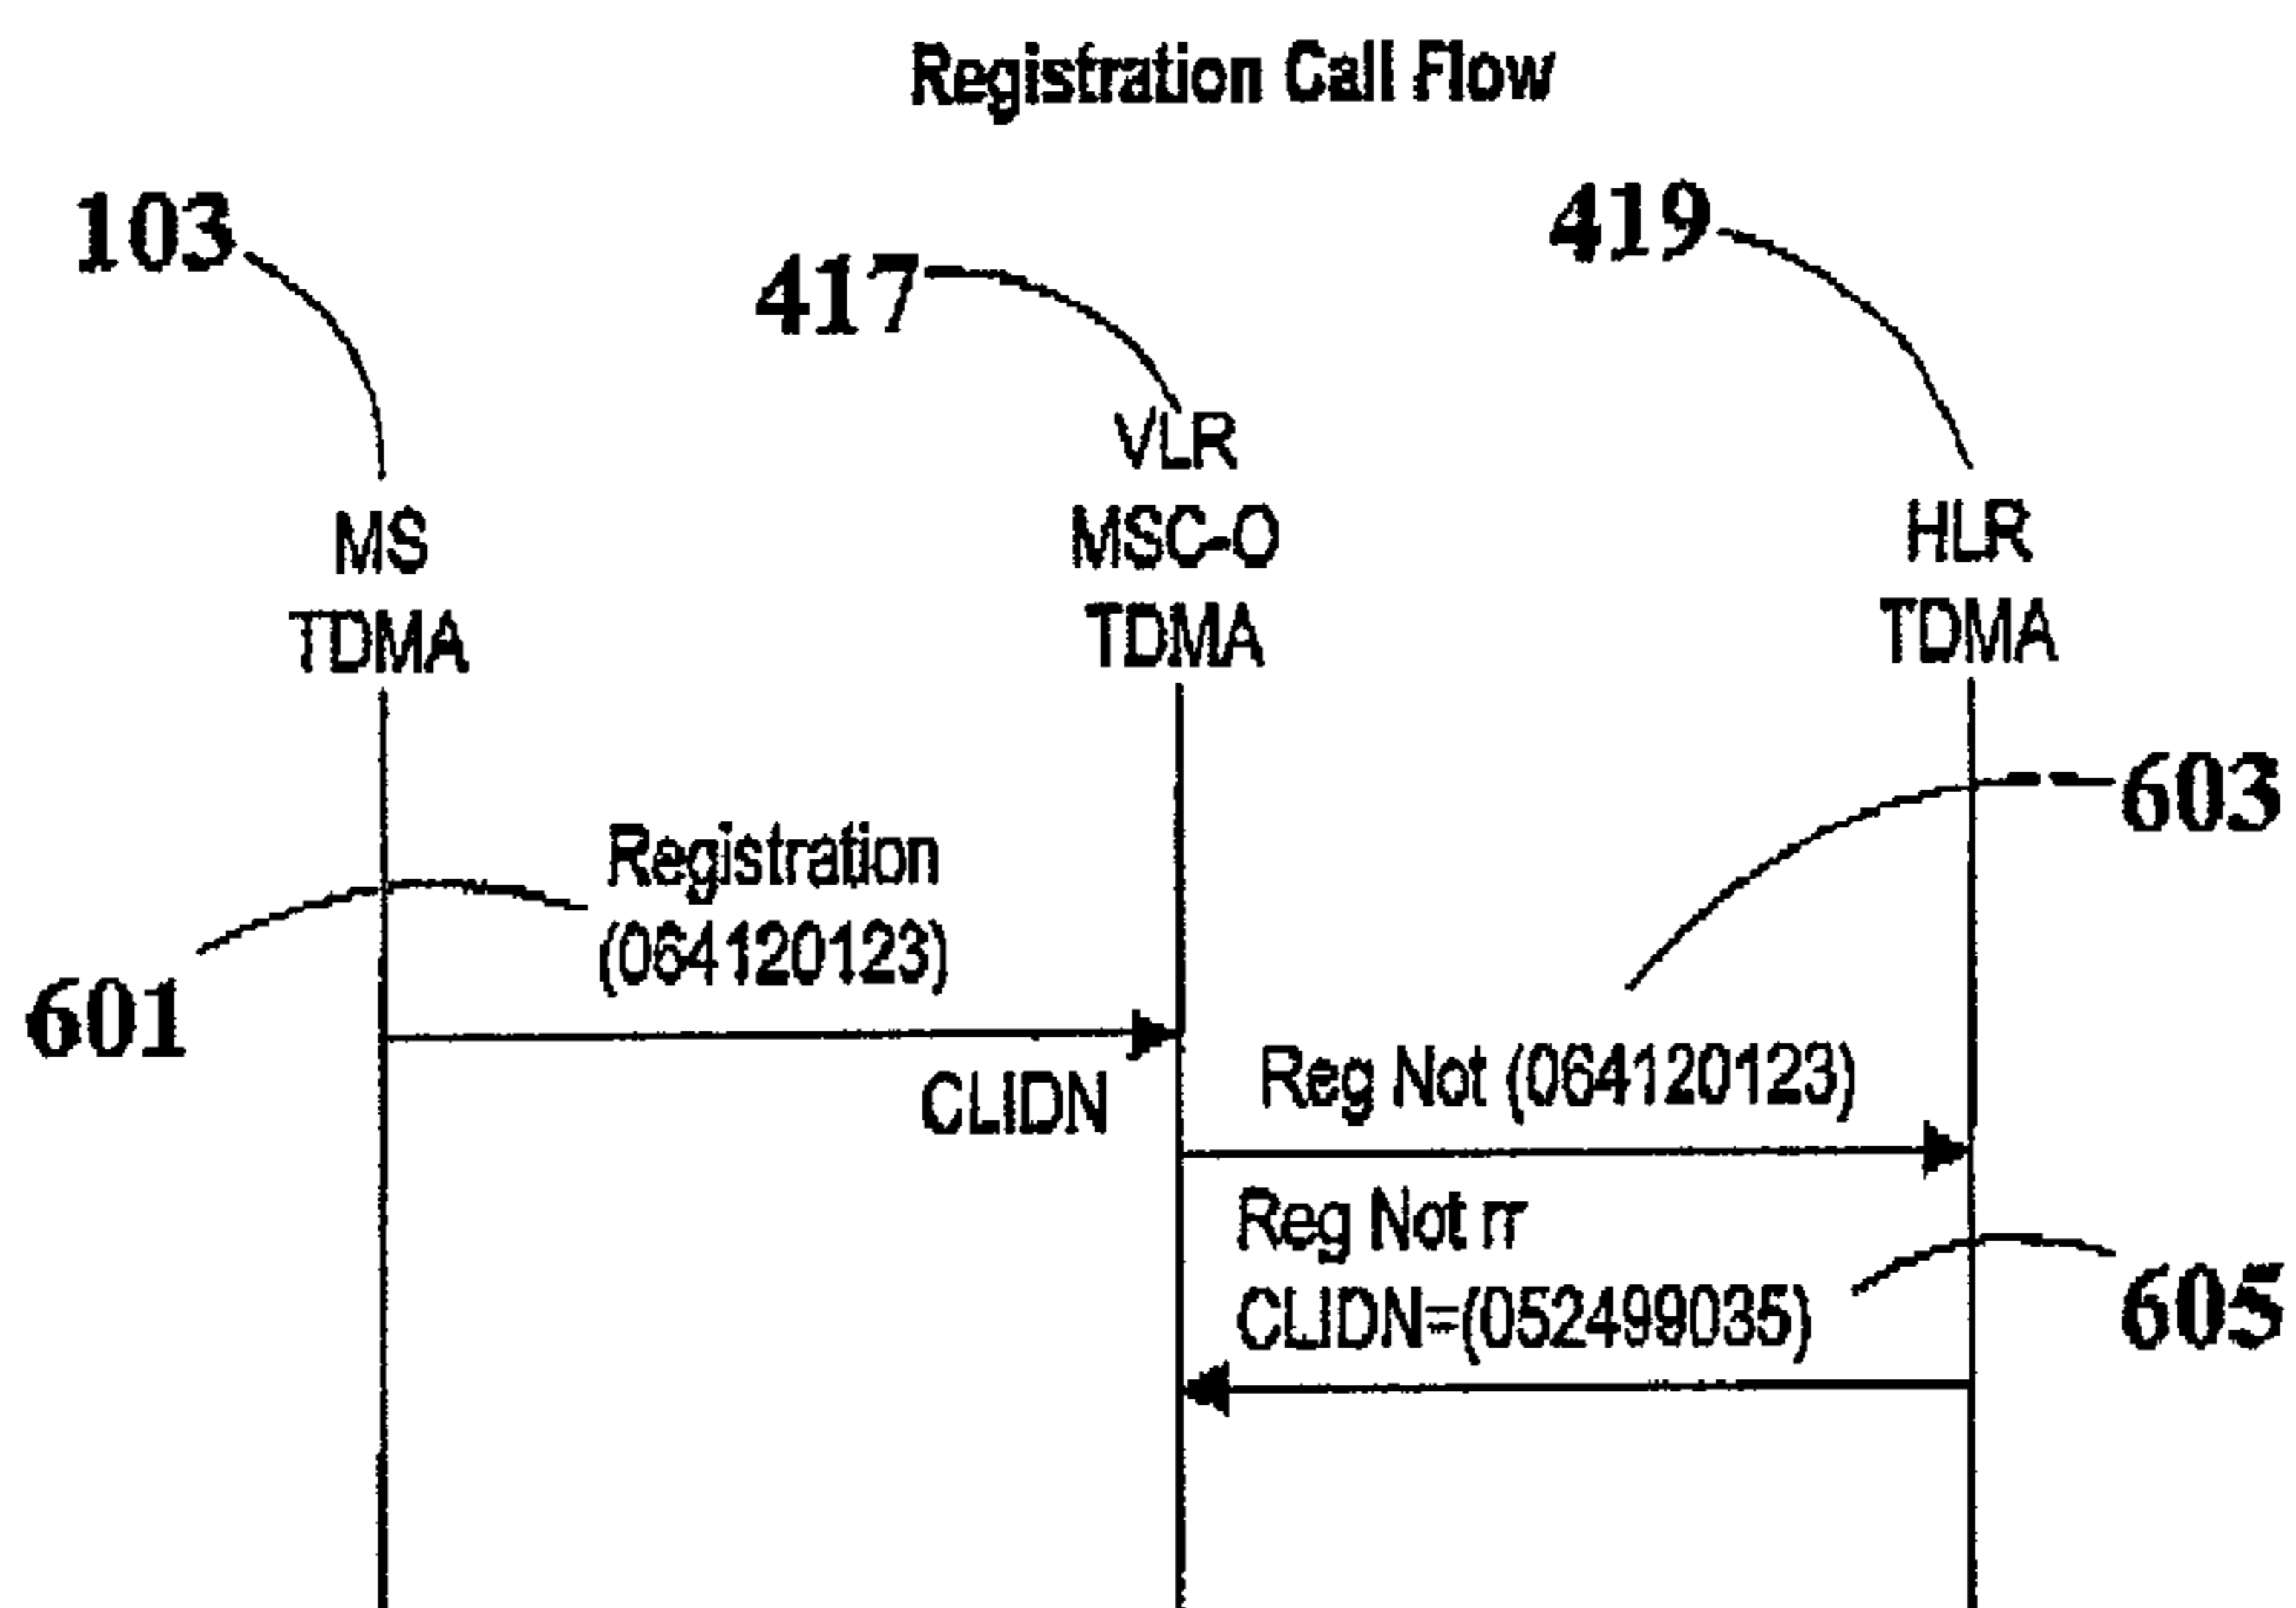 Registration Call Flow
103
417
419
VLR
MS
MSC-O
HLR
TDMA
TDMA
TDMA
603
Registration
(064120123)
601
CLIDN
Reg Not (064120123)
Reg Not rr
CLIDN=(052499035)
605